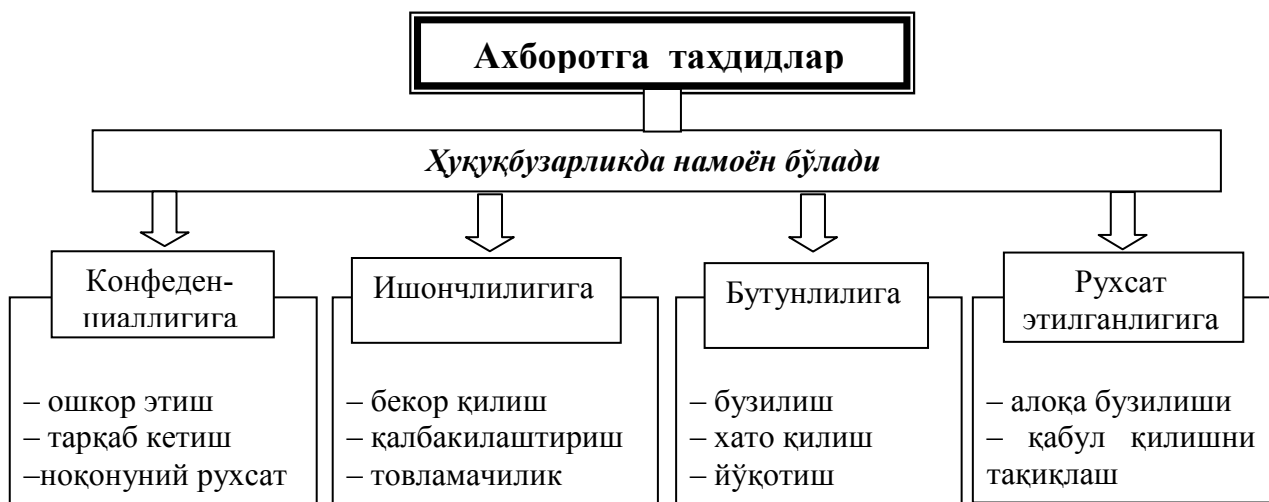 Ахборотга таҳдидлар
Ҳуқуқбузарликда намоён бўлади
Конфеден-
циаллигига
– ошкор этиш
– тарқаб кетиш
–ноқонуний рухсат
Ишончлилигига
– бекор қилиш
– қалбакилаштириш
– товламачилик
Бутунлилига
– бузилиш
– хато қилиш
– йўқотиш
Рухсат
этилганлигига
– алоқа бузилиши
– қабул қилишни
тақиқлаш